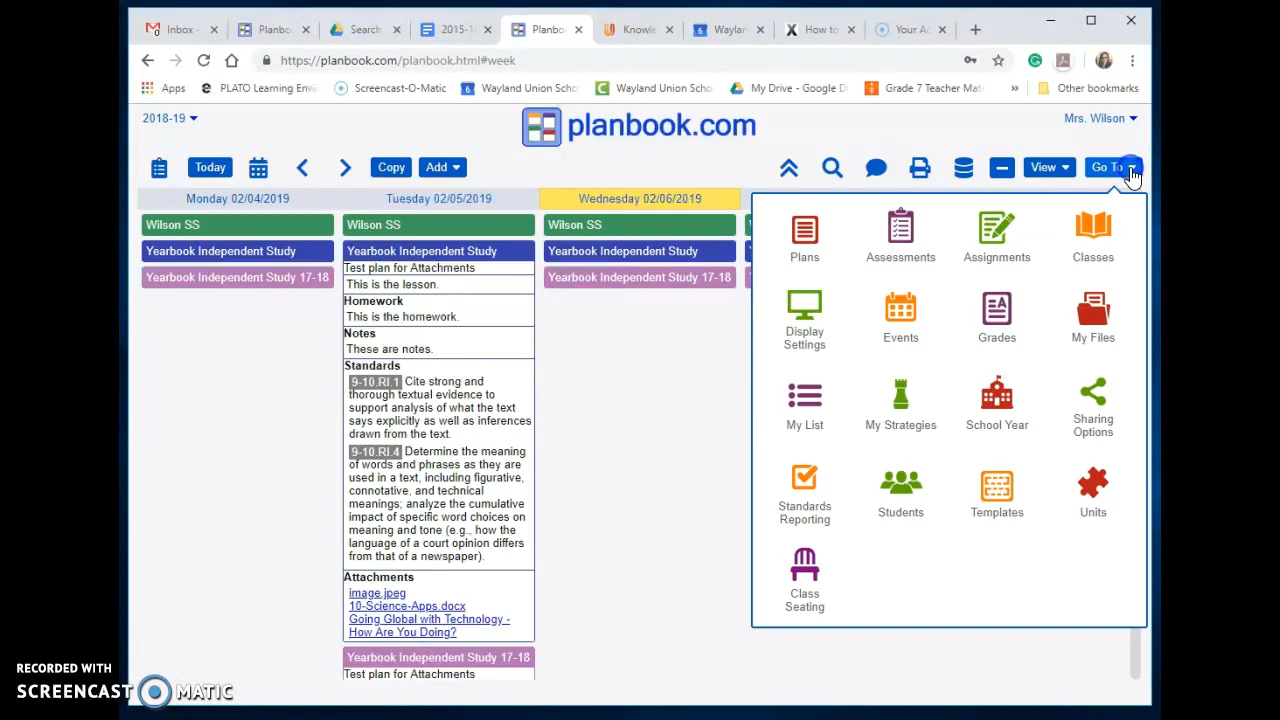 Inbox -
Planbo
Search
2015-1
Planbo
Knowle
Waylan
How to
Your Ac
https://planbook.com/planbook.html#week
Apps
PLATO Learning Envi
Screencast-O-Matic
Wayland Union Scho
Wayland Union Scho
My Drive - Google D
Grade 7 Teacher Mat
»
Other bookmarks
2018-19
planbook.com
Mrs. Wilson
Today
Copy
Add
View
Go To
Monday 02/04/2019
Tuesday 02/05/2019
Wednesday 02/06/2019
Wilson SS
Wilson SS
Wilson SS
Yearbook Independent Study
Yearbook Independent Study
Yearbook Independent Study
Yearbook Independent Study 17-18
Test plan for Attachments
Yearbook Independent Study 17-18
This is the lesson.
Homework
This is the homework.
Notes
These are notes.
Standards
9-10.RI.1 Cite strong and
thorough textual evidence to
support analysis of what the text
says explicitly as well as inferences
drawn from the text.
9-10.RI.4 Determine the meaning
of words and phrases as they are
used in a text, including figurative,
connotative, and technical
meanings; analyze the cumulative
impact of specific word choices on
meaning and tone (e.g., how the
language of a court opinion differs
from that of a newspaper).
Attachments
image.jpeg
10-Science-Apps.docx
Going Global with Technology -
How Are You Doing?
Yearbook Independent Study 17-18
Test plan for Attachments
Plans
Assessments
Assignments
Classes
Display
Settings
Events
Grades
My Files
My List
My Strategies
School Year
Sharing
Options
Standards
Reporting
Students
Templates
Units
Class
Seating
RECORDED WITH
SCREENCAST MATIC